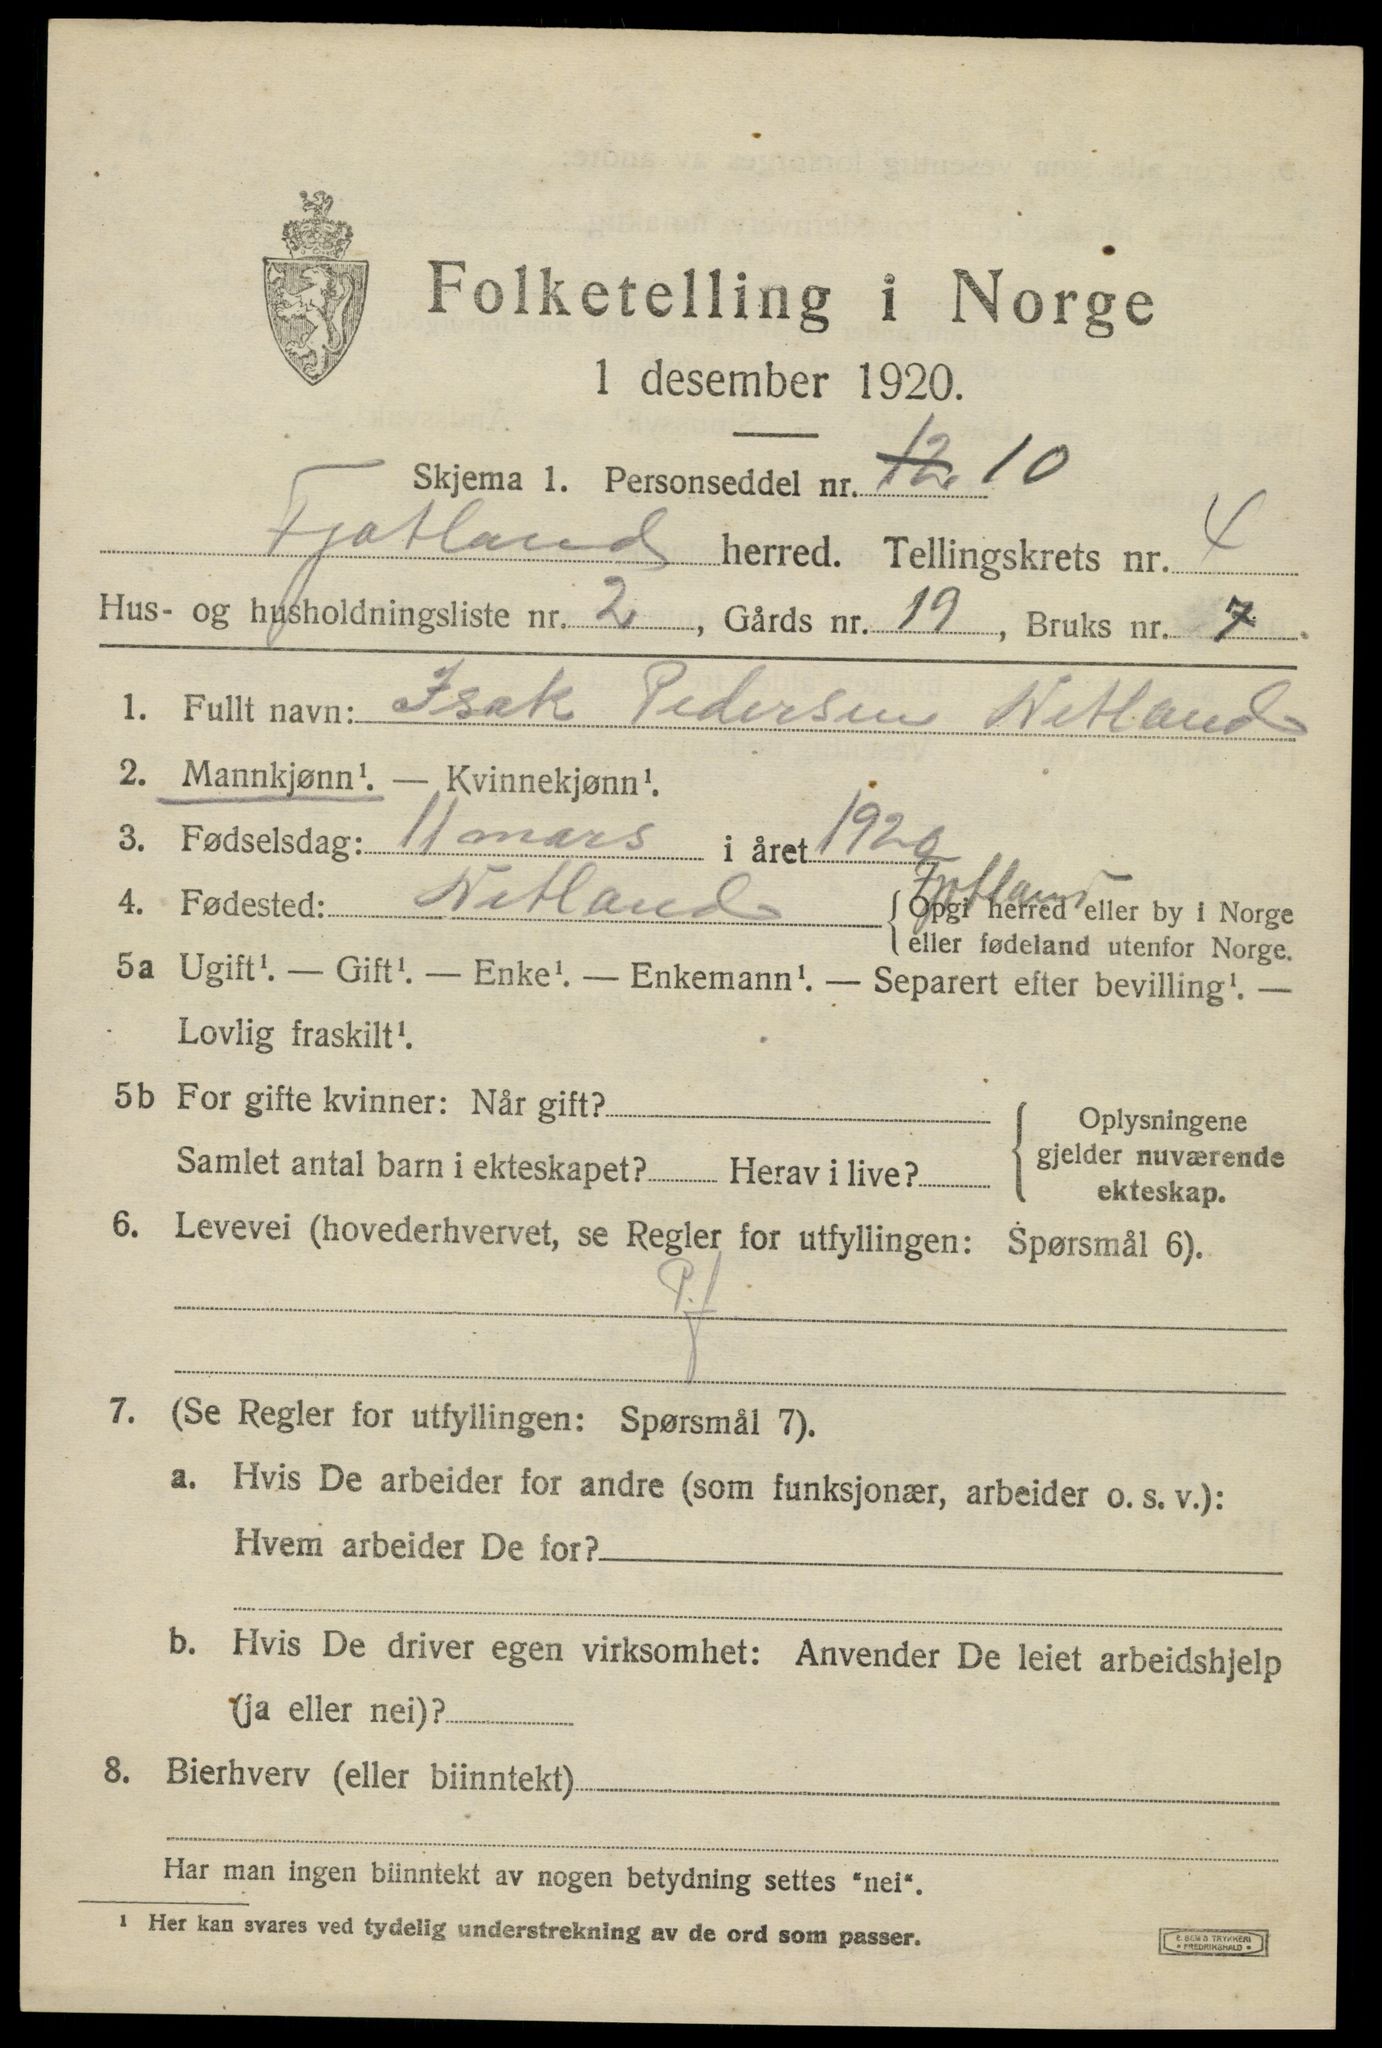 Folketelling i Norge
1 desember 1920.
Skjema 1. Personseddel nr. 12 10
Fjotland herred. Tellingskrets nr. 4
Hus- og husholdningsliste nr. 2, Gårds nr. 19, Bruks nr. 7.
1. Fullt navn: Isak Pedersen Netland
2. Mannkjønn¹. — Kvinnekjønn¹.
3. Fødselsdag: 11 mars i året 1920
4. Fødested: Netland Fjotland
{ Opgi herred eller by i Norge
eller fødeland utenfor Norge.
5a Ugift¹. — Gift¹. — Enke¹. — Enkemann¹. — Separert efter bevilling¹. —
Lovlig fraskilt¹.
5b For gifte kvinner: Når gift?
Samlet antal barn i ekteskapet? Herav i live?
{ Oplysningene
gjelder nuværende
ekteskap.
6. Levevei (hovederhvervet, se Regler for utfyllingen: Spørsmål 6).
P.f
7. (Se Regler for utfyllingen: Spørsmål 7).
a. Hvis De arbeider for andre (som funksjonær, arbeider o. s. v.):
Hvem arbeider De for?
b. Hvis De driver egen virksomhet: Anvender De leiet arbeidshjelp
(ja eller nei)?
8. Bierhverv (eller biinntekt)
Har man ingen biinntekt av nogen betydning settes "nei".
¹ Her kan svares ved tydelig understrekning av de ord som passer.
E. SEM'S TRYKKERI
• FREDRIKSHALD •